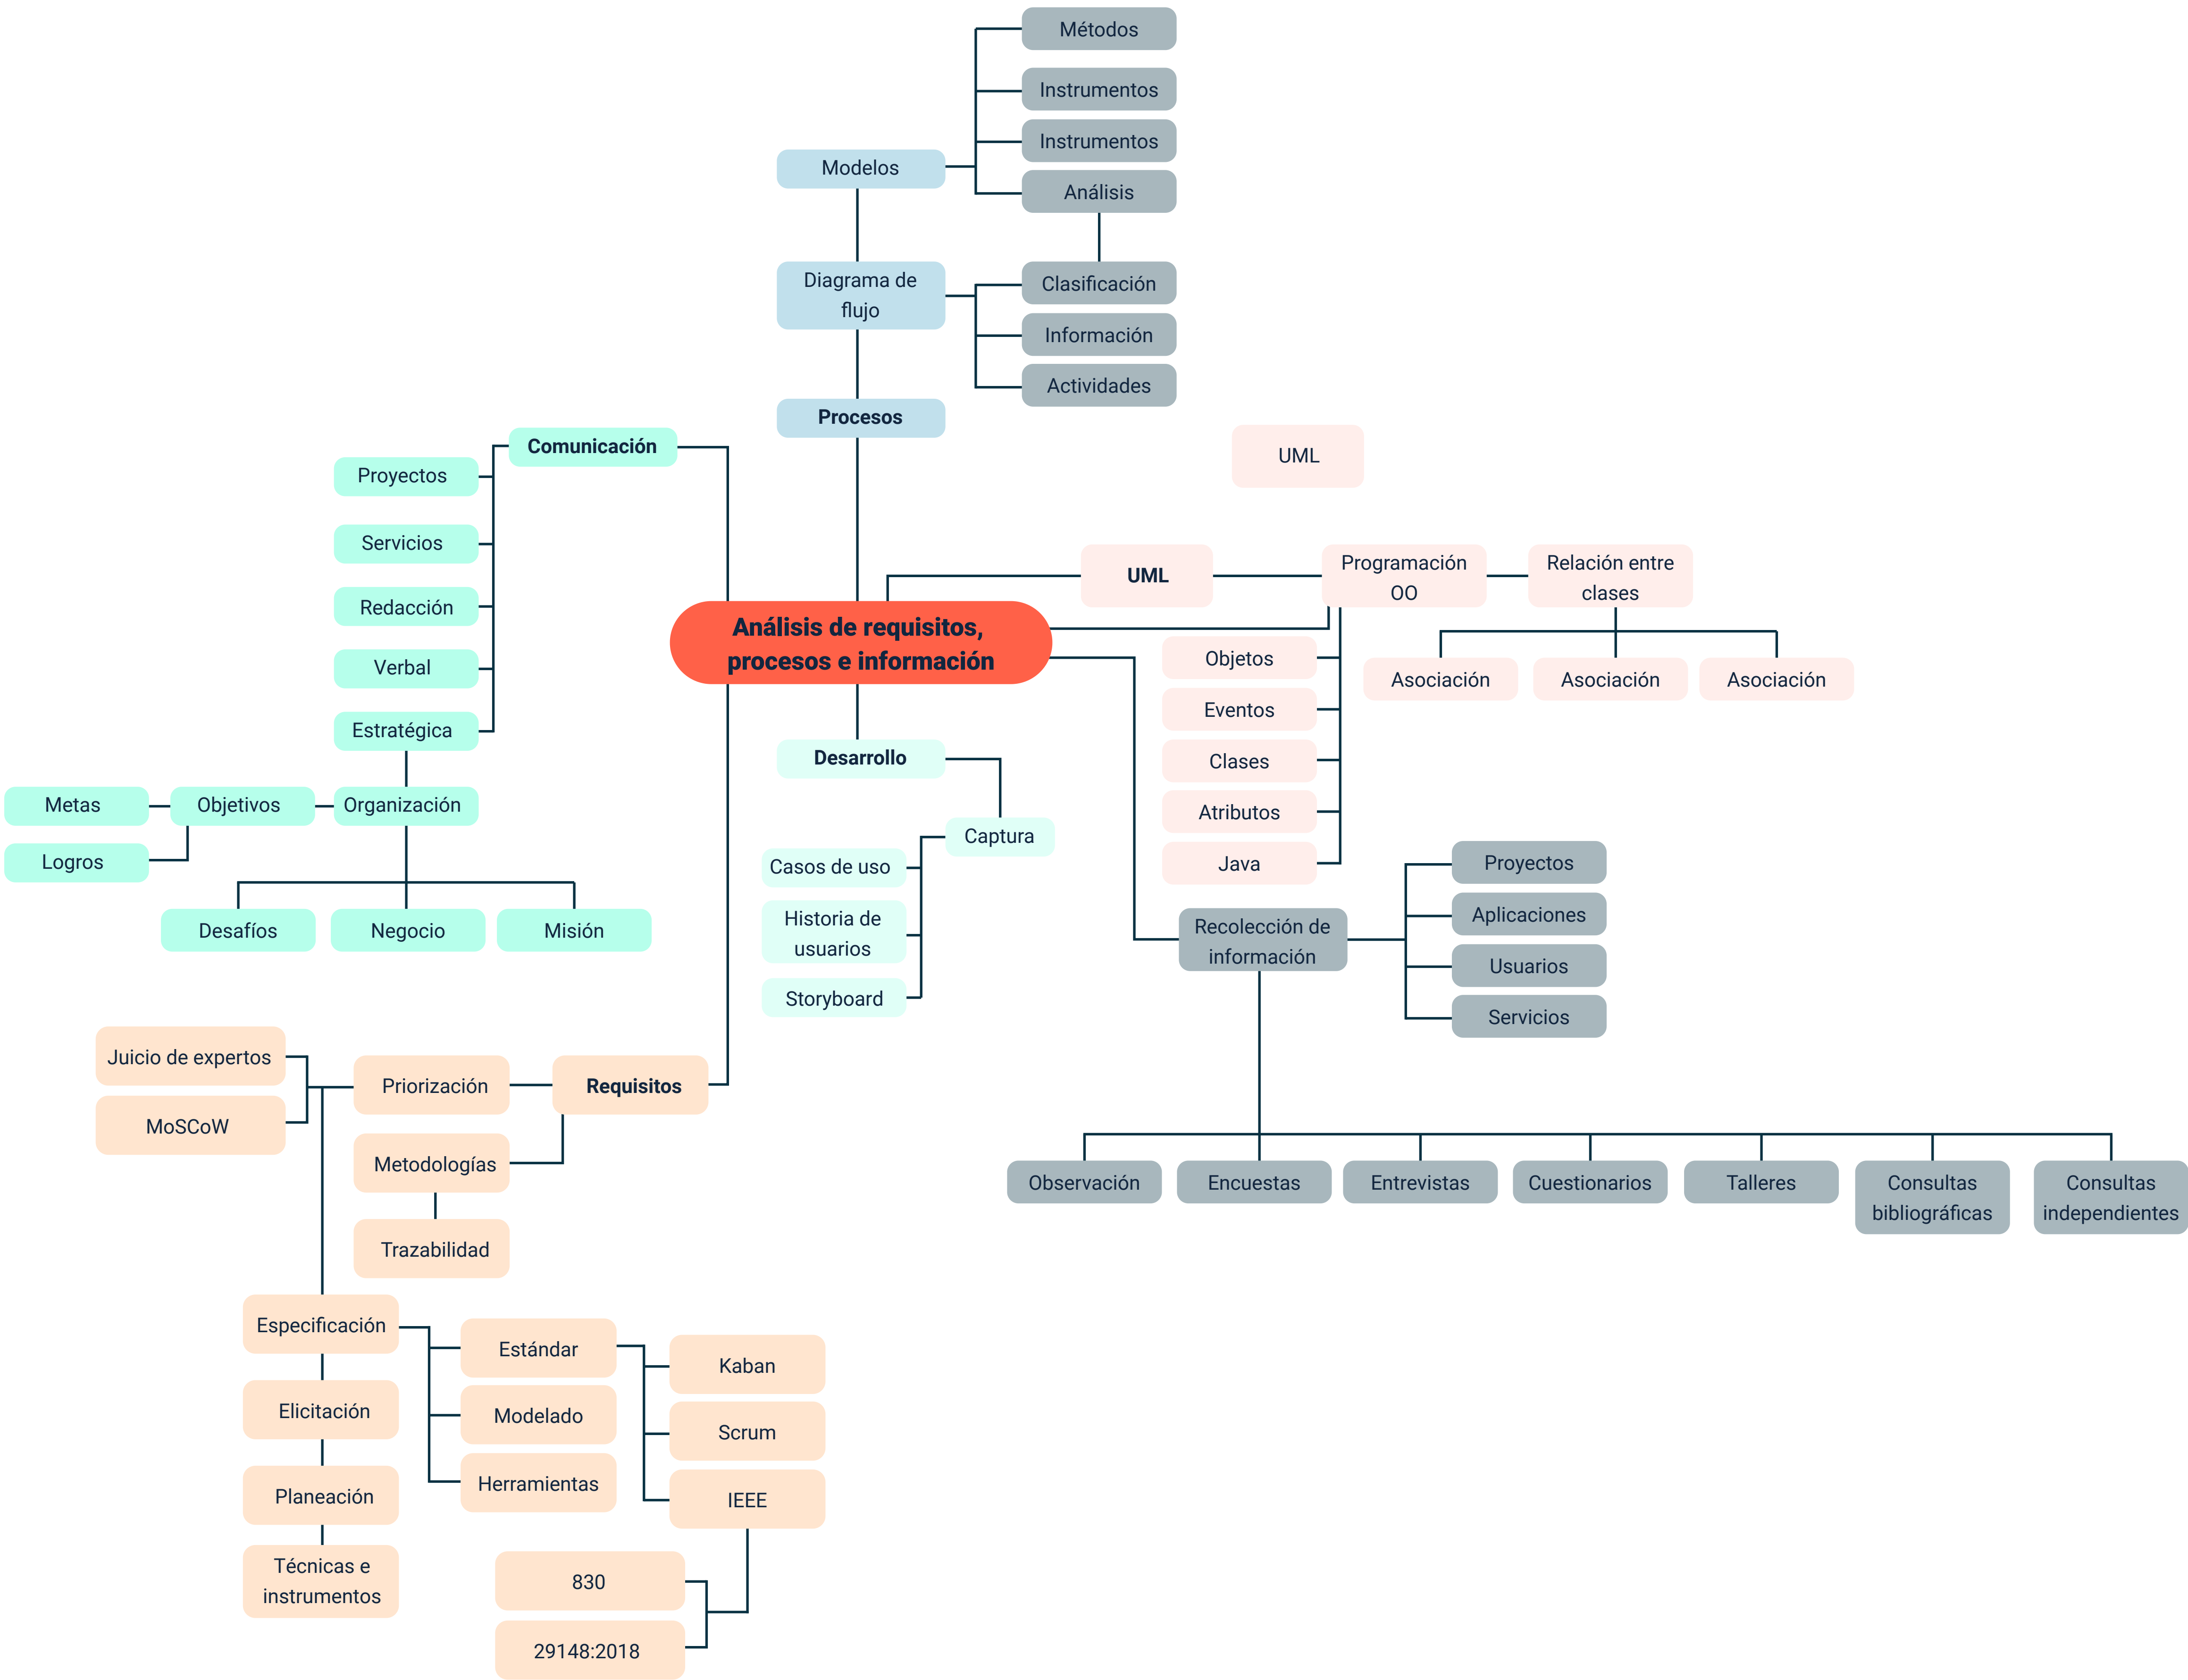 Métodos
Instrumentos
Instrumentos
Análisis
Modelos
Diagrama de
flujo
Clasificación
Información
Actividades
Procesos
Comunicación
Proyectos
Servicios
Redacción
Verbal
Estratégica
Metas
Objetivos
Organización
Logros
Desafíos
Negocio
Misión
UML
UML
Programación
OO
Relación entre
clases
Asociación
Asociación
Asociación
Análisis de requisitos,
procesos e información
Objetos
Eventos
Clases
Atributos
Java
Desarrollo
Captura
Casos de uso
Historia de
usuarios
Storyboard
Recolección de
información
Proyectos
Aplicaciones
Usuarios
Servicios
Observación
Encuestas
Entrevistas
Cuestionarios
Talleres
Consultas
bibliográficas
Consultas
independientes
Juicio de expertos
MoSCoW
Priorización
Requisitos
Metodologías
Trazabilidad
Especificación
Elicitación
Planeación
Técnicas e
instrumentos
Estándar
Modelado
Herramientas
Kaban
Scrum
IEEE
830
29148:2018